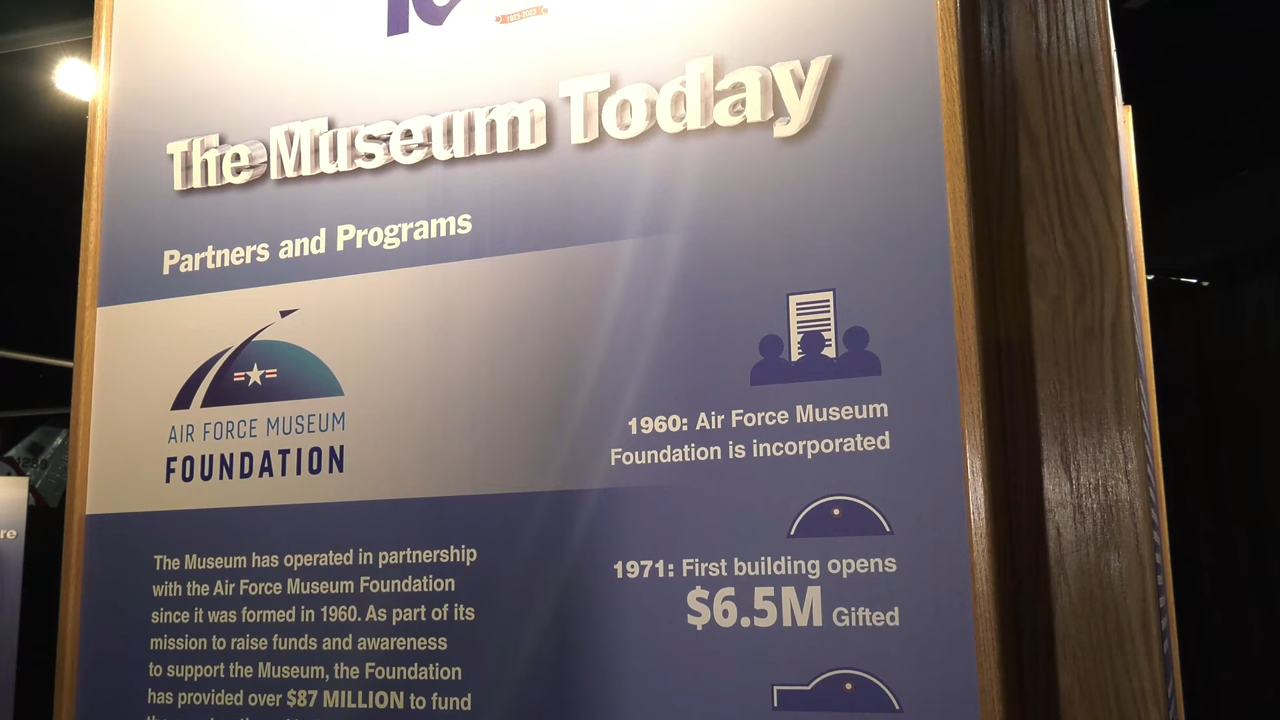 1923-2023
The Museum Today
Partners and Programs
AIR FORCE MUSEUM
FOUNDATION
The Museum has operated in partnership
with the Air Force Museum Foundation
since it was formed in 1960. As part of its
mission to raise funds and awareness
to support the Museum, the Foundation
has provided over $87 MILLION to fund
1960: Air Force Museum
Foundation is incorporated
1971: First building opens
$6.5M Gifted
re